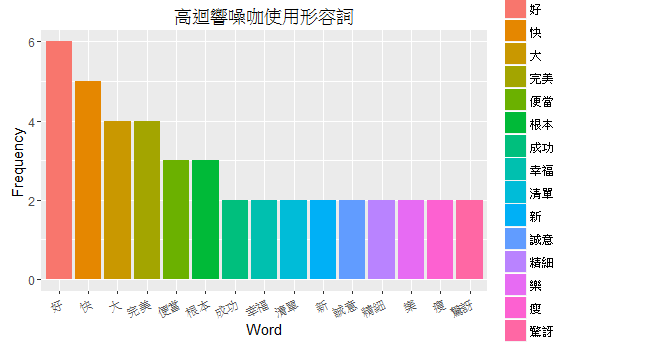 高迴響噪咖使用形容詞
Frequency
6
4
2
0
好 快 大 完美 便當 根本 成功 幸福 清單 新 誠意 精細 樂 瘦 驚訝
Word
好
快
大
完美
便當
根本
成功
幸福
清單
新
誠意
精細
樂
瘦
驚訝